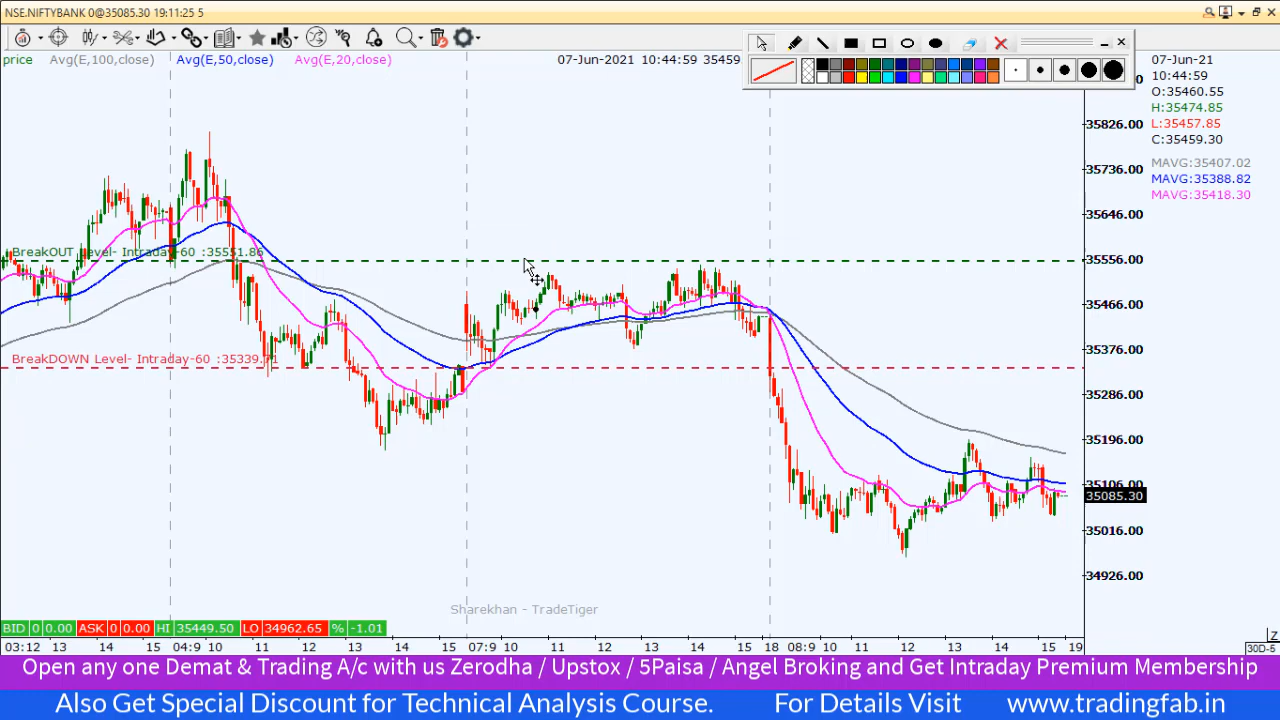 NSE.NIFTYBANK 0@35085.30 19:11:25 5
price Avg(E,100,close) Avg(E,50,close) Avg(E,20,close) 07-Jun-2021 10:44:59 35459
07-Jun-21
10:44:59
O:35460.55
H:35474.85
L:35457.85
C:35459.30
MAVG:35407.02
MAVG:35388.82
MAVG:35418.30
35826.00
35736.00
35646.00
BreakOUT Level- Intraday-60 :35551.86
35556.00
35466.00
35376.00
BreakDOWN Level- Intraday-60 :35339.
35286.00
35196.00
35106.00
35085.30
35016.00
34926.00
Sharekhan - TradeTiger
BID 0 0.00 ASK 0 0.00 HI 35449.50 LO 34962.65 % -1.01
03:12 13 14 15 04:9 10 11 12 13 14 15 07:9 10 11 12 13 14 15 18 08:9 10 11 12 13 14 15 19
Z
30D-5
Open any one Demat & Trading A/c with us Zerodha / Upstox / 5Paisa / Angel Broking and Get Intraday Premium Membership
Also Get Special Discount for Technical Analysis Course. For Details Visit www.tradingfab.in